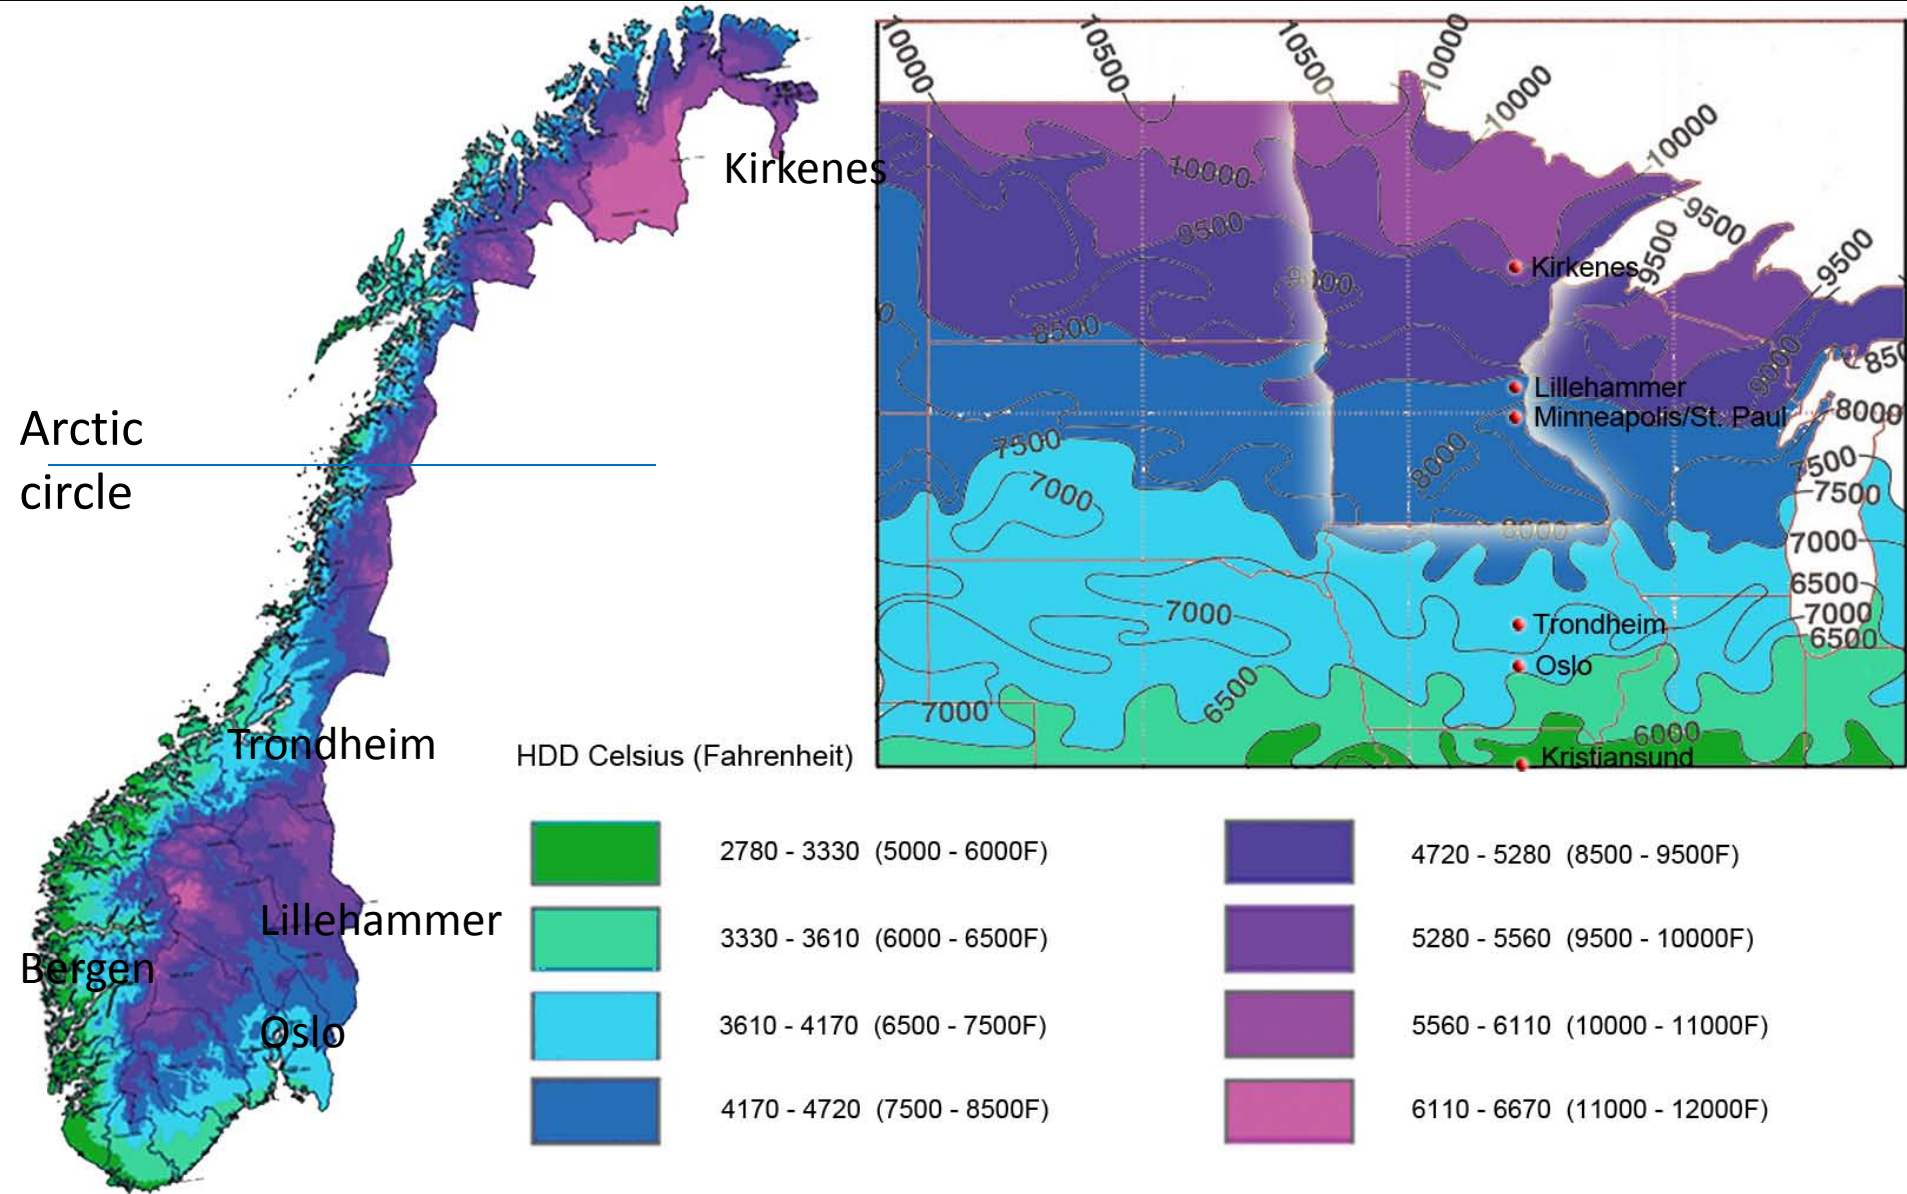 Kirkenes
Arctic
circle
Trondheim
Lillehammer
Bergen
Oslo
10000
10500
10500
10000
10000
10000
10000
9500
9500
9500
9500
9000
9000
8500
850
0
Kirkenes
Lillehammer
Minneapolis/St. Paul
8000
8000
8000
7500
7500
7500
7000
7000
7000
6500
7000
6500
Trondheim
Oslo
7000
6500
6000
Kristiansund
HDD Celsius (Fahrenheit)
2780 - 3330 (5000 - 6000F)
3330 - 3610 (6000 - 6500F)
3610 - 4170 (6500 - 7500F)
4170 - 4720 (7500 - 8500F)
4720 - 5280 (8500 - 9500F)
5280 - 5560 (9500 - 10000F)
5560 - 6110 (10000 - 11000F)
6110 - 6670 (11000 - 12000F)